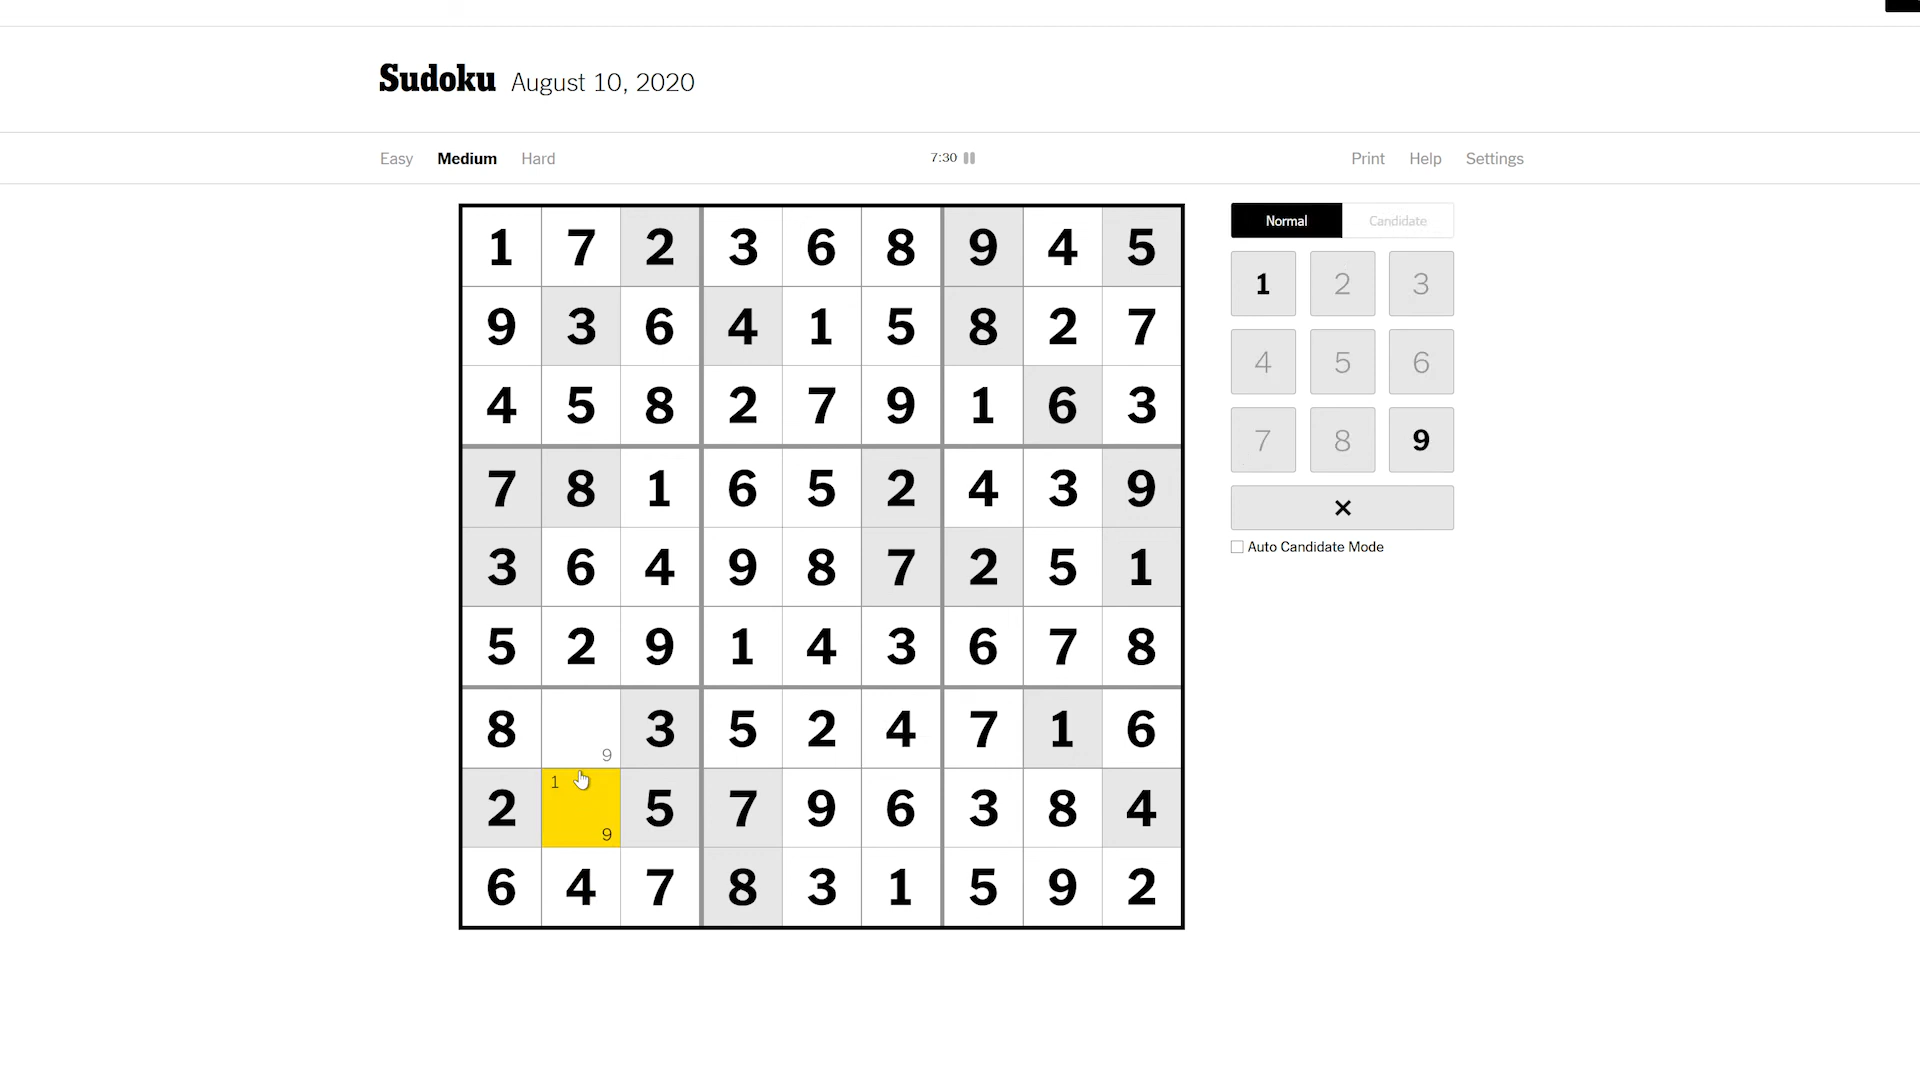 Sudoku August 10, 2020
Easy Medium Hard 7:30 Print Help Settings
Normal Candidate
1 7 2 3 6 8 9 4 5
9 3 6 4 1 5 8 2 7
4 5 8 2 7 9 1 6 3
7 8 1 6 5 2 4 3 9
3 6 4 9 8 7 2 5 1
5 2 9 1 4 3 6 7 8
8 9 3 5 2 4 7 1 6
2 1 9 5 7 9 6 3 8 4
6 4 7 8 3 1 5 9 2
1 2 3
4 5 6
7 8 9
×
Auto Candidate Mode